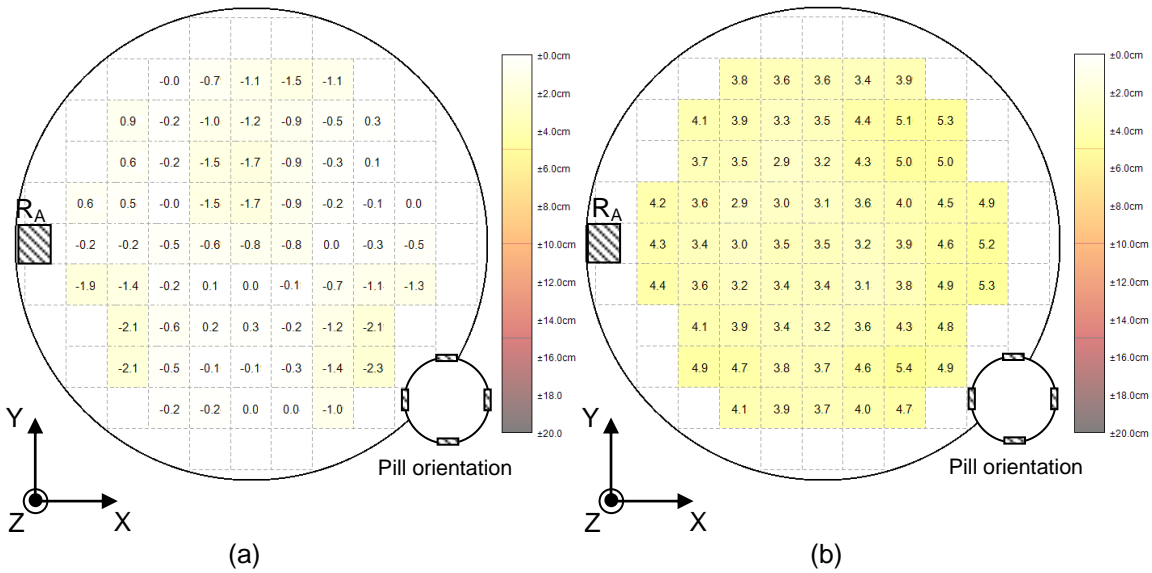 -0.0 -0.7 -1.1 -1.5 -1.1
0.9 -0.2 -1.0 -1.2 -0.9 -0.5 0.3
0.6 -0.2 -1.5 -1.7 -0.9 -0.3 0.1
0.6 0.5 -0.0 -1.5 -1.7 -0.9 -0.2 -0.1 0.0
R_A
-0.2 -0.2 -0.5 -0.6 -0.8 -0.8 0.0 -0.3 -0.5
-1.9 -1.4 -0.2 0.1 0.0 -0.1 -0.7 -1.1 -1.3
-2.1 -0.6 0.2 0.3 -0.2 -1.2 -2.1
-2.1 -0.5 -0.1 -0.1 -0.3 -1.4 -2.3
-0.2 -0.2 0.0 0.0 -1.0
±0.0cm
±2.0cm
±4.0cm
±6.0cm
±8.0cm
±10.0cm
±12.0cm
±14.0cm
±16.0cm
±18.0
±20.0
Pill orientation
Y
Z
X
(a)
3.8 3.6 3.6 3.4 3.9
4.1 3.9 3.3 3.5 4.4 5.1 5.3
3.7 3.5 2.9 3.2 4.3 5.0 5.0
4.2 3.6 2.9 3.0 3.1 3.6 4.0 4.5 4.9
R_A
4.3 3.4 3.0 3.5 3.5 3.2 3.9 4.6 5.2
4.4 3.6 3.2 3.4 3.4 3.1 3.8 4.9 5.3
4.1 3.9 3.4 3.2 3.6 4.3 4.8
4.9 4.7 3.8 3.7 4.6 5.4 4.9
4.1 3.9 3.7 4.0 4.7
±0.0cm
±2.0cm
±4.0cm
±6.0cm
±8.0cm
±10.0cm
±12.0cm
±14.0cm
±16.0cm
±18.0cm
±20.0cm
Pill orientation
Y
Z
X
(b)